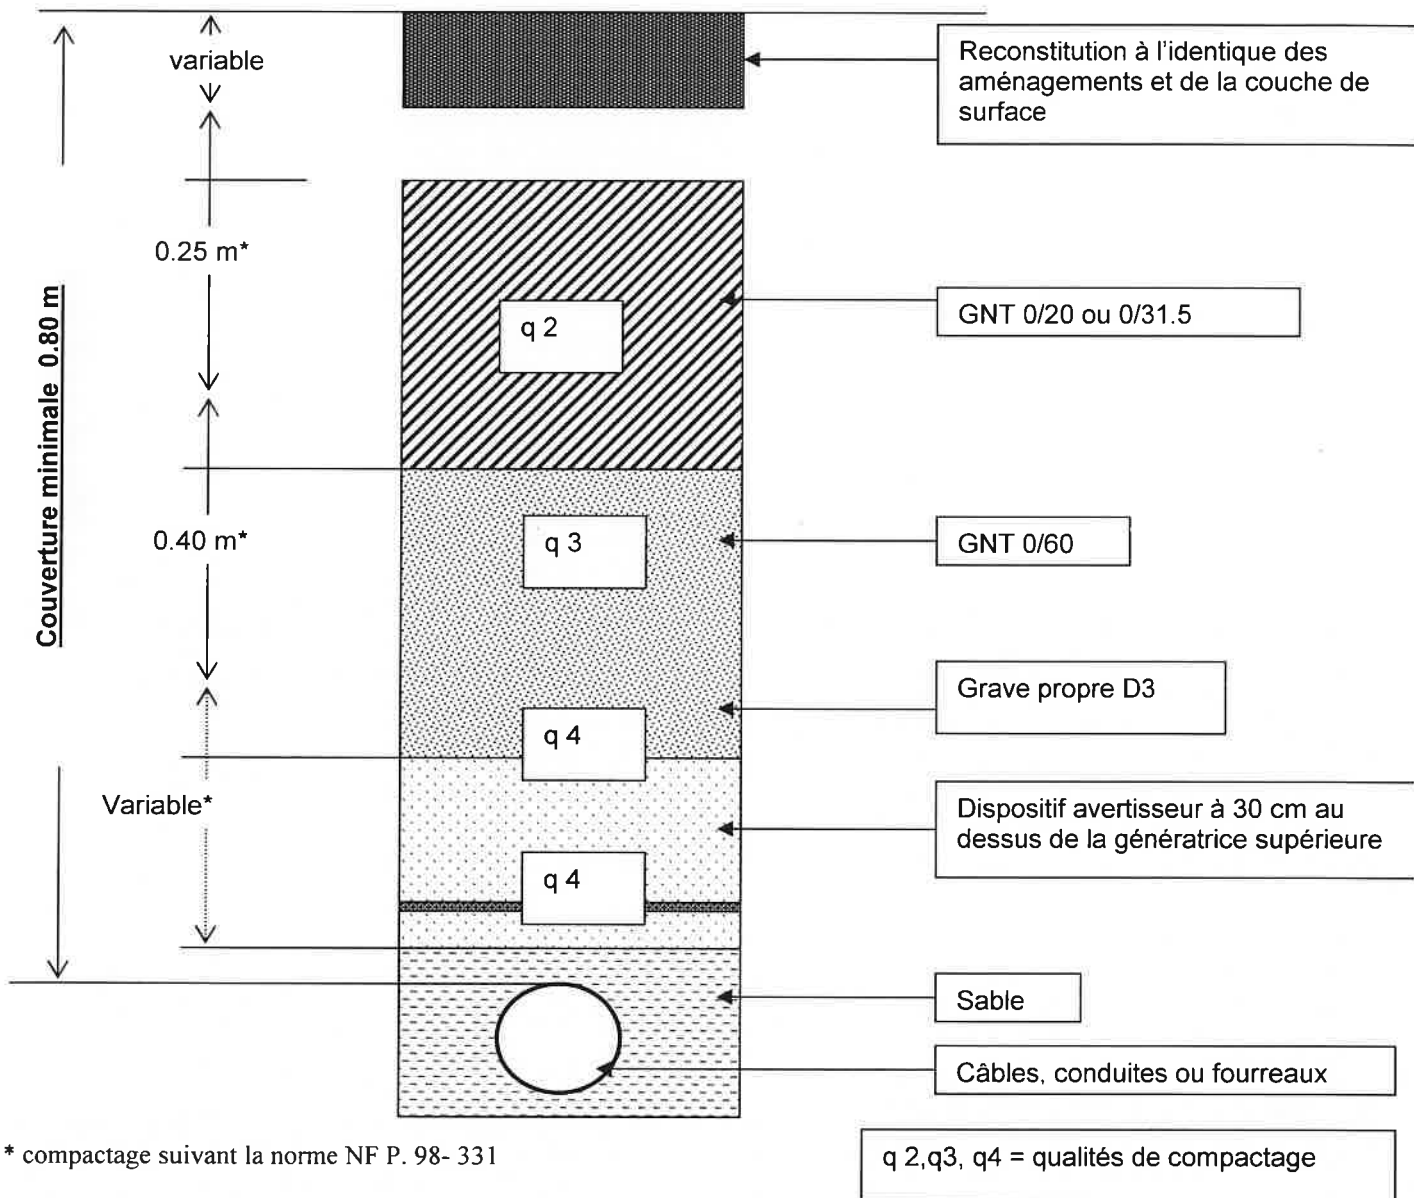 variable
Reconstitution à l'identique des
aménagements et de la couche de
surface
0.25 m*
q 2
GNT 0/20 ou 0/31.5
Couverture minimale 0.80 m
0.40 m*
q 3
GNT 0/60
Grave propre D3
q 4
Variable*
Dispositif avertisseur à 30 cm au
dessus de la génératrice supérieure
q 4
Sable
Câbles, conduites ou fourreaux
* compactage suivant la norme NF P. 98- 331
q 2,q3, q4 = qualités de compactage